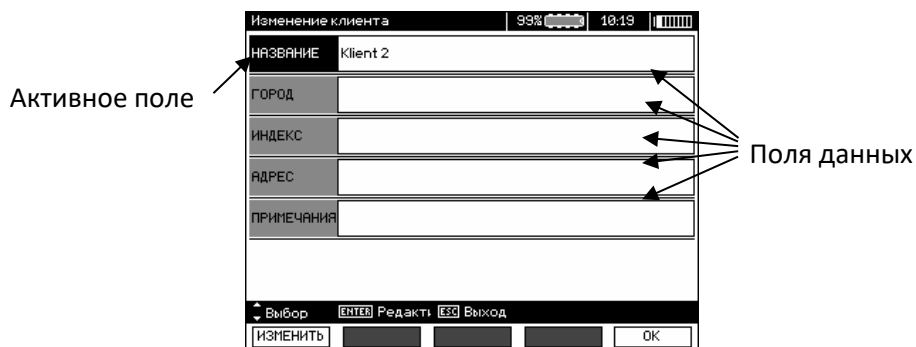 Изменение клиента 99% 10:19
НАЗВАНИЕ Klient 2
Активное поле
ГОРОД
ИНДЕКС
Поля данных
АДРЕС
ПРИМЕЧАНИЯ
Выбор ENTER Редакти ESC Выход
ИЗМЕНИТЬ OK